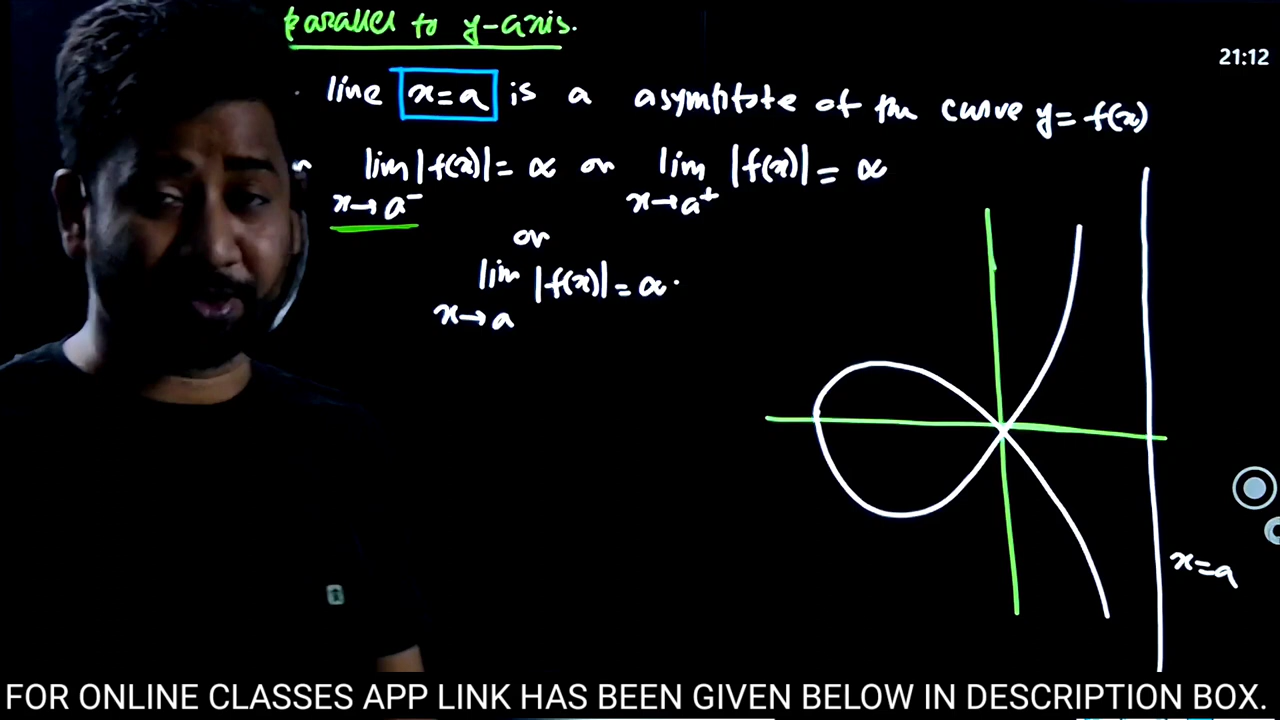 parallel to y-axis.
21:12
line x=a is a asymptote of the curve y=f(x)
lim |f(x)| = ∝ or lim |f(x)| = ∝
x→a⁻ x→a⁺
or
lim |f(x)| = ∝.
x→a
x=a
FOR ONLINE CLASSES APP LINK HAS BEEN GIVEN BELOW IN DESCRIPTION BOX.